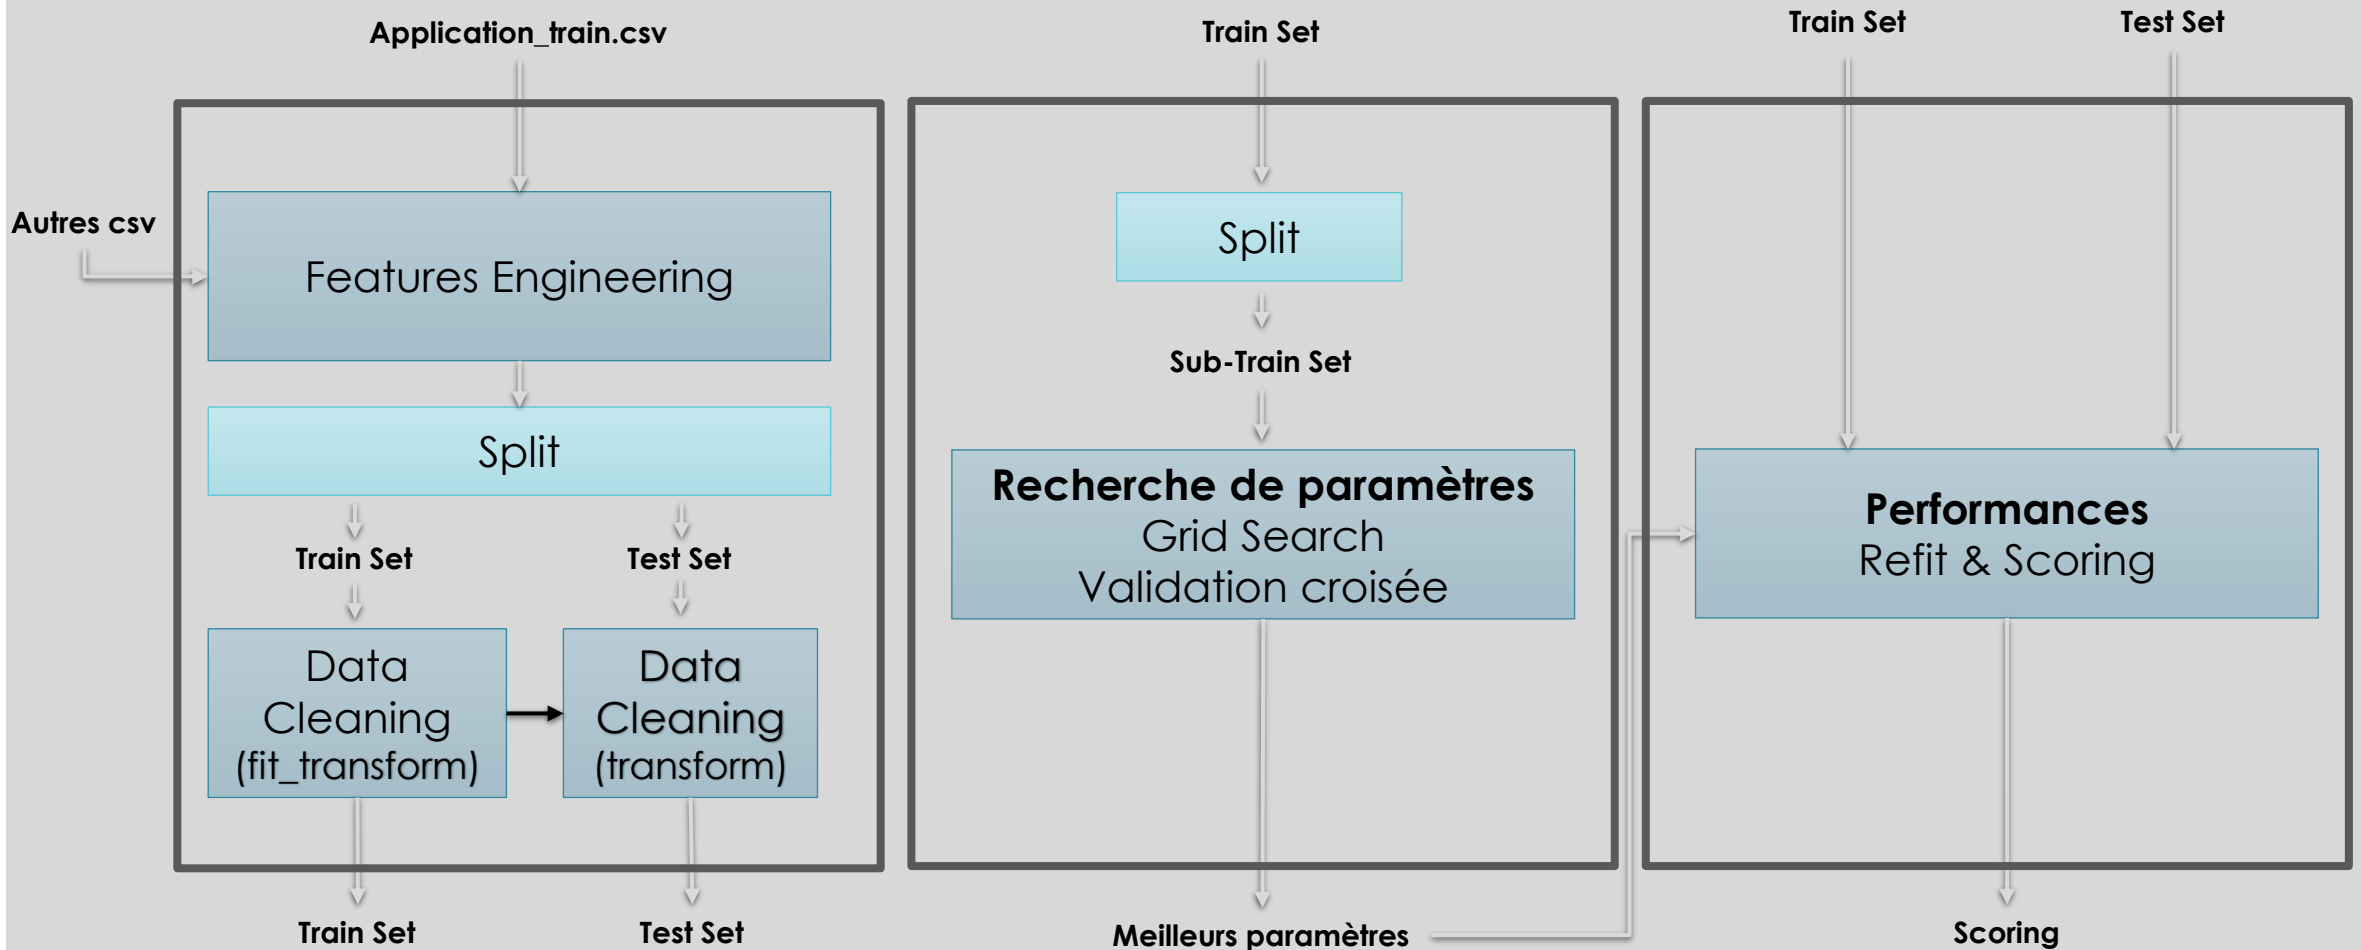 Application_train.csv
Autres csv
Features Engineering
Split
Train Set
Test Set
Data
Cleaning
(fit_transform)
Data
Cleaning
(transform)
Train Set
Test Set
Train Set
Split
Sub-Train Set
Recherche de paramètres
Grid Search
Validation croisée
Meilleurs paramètres
Train Set
Test Set
Performances
Refit & Scoring
Scoring